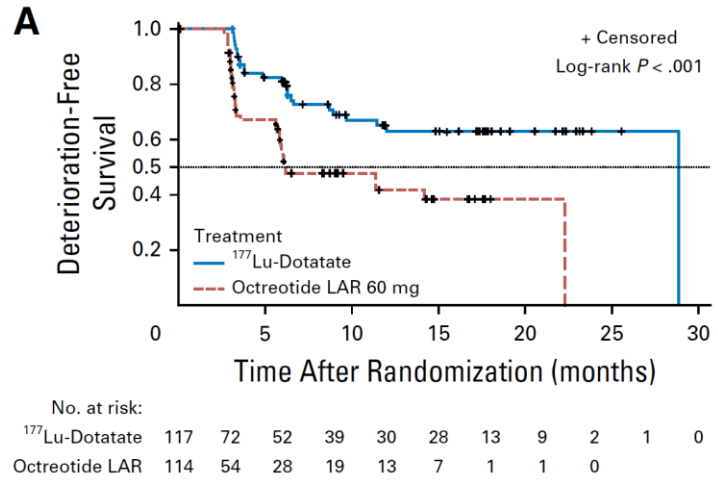 A
+ Censored
Log-rank P < .001
Deterioration-Free
Survival
1.0
0.8
0.6
0.5
0.4
0.2
Treatment
177Lu-Dotatate
Octreotide LAR 60 mg
0 5 10 15 20 25 30
Time After Randomization (months)
No. at risk:
177Lu-Dotatate 117 72 52 39 30 28 13 9 2 1 0
Octreotide LAR 114 54 28 19 13 7 1 1 0